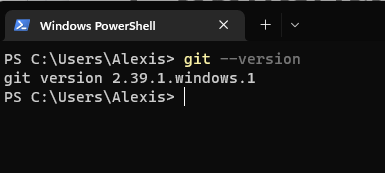 Windows PowerShell
PS C:\Users\Alexis> git --version
git version 2.39.1.windows.1
PS C:\Users\Alexis>